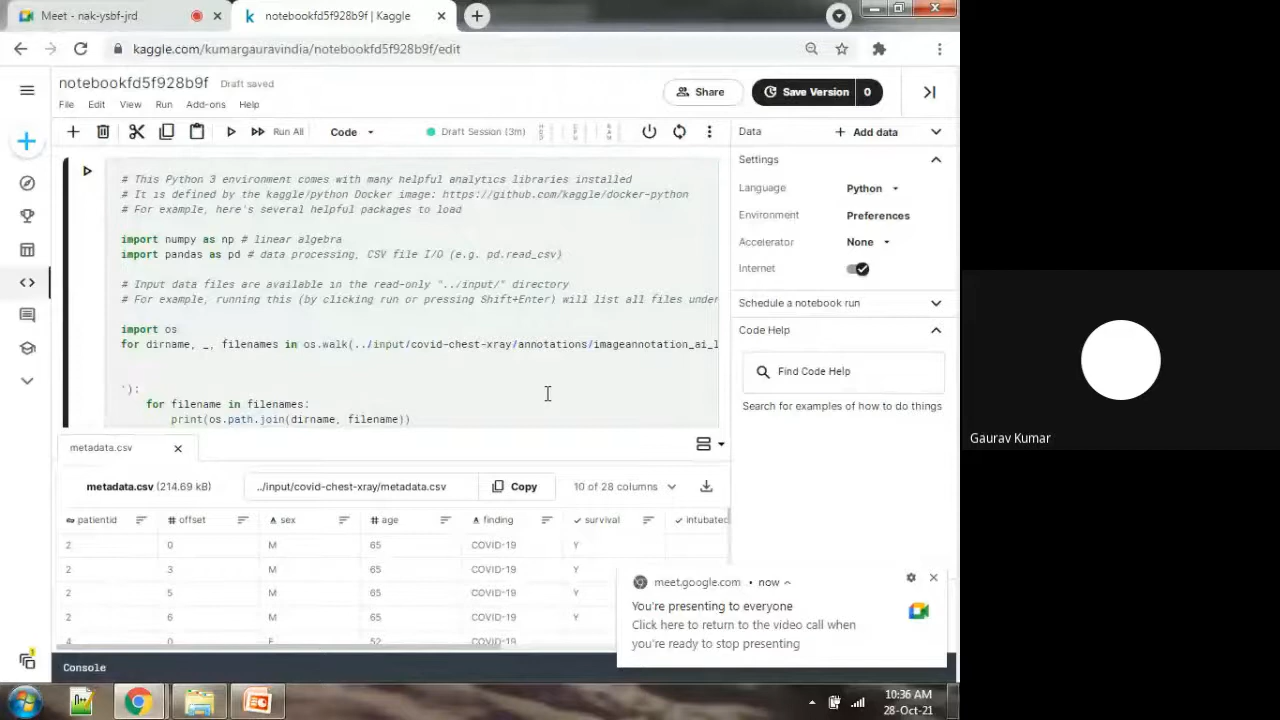 Meet - nak-ysbf-jrd
notebookfd5f928b9f | Kaggle
kaggle.com/kumargauravindia/notebookfd5f928b9f/edit
notebookfd5f928b9f Draft saved
File Edit View Run Add-ons Help
Share
Save Version 0
Run All Code Draft Session (3m)
# This Python 3 environment comes with many helpful analytics libraries installed
# It is defined by the kaggle/python Docker image: https://github.com/kaggle/docker-python
# For example, here's several helpful packages to load
import numpy as np # linear algebra
import pandas as pd # data processing, CSV file I/O (e.g. pd.read_csv)
# Input data files are available in the read-only "../input/" directory
# For example, running this (by clicking run or pressing Shift+Enter) will list all files under
import os
for dirname, _, filenames in os.walk(../input/covid-chest-xray/annotations/imageannotation_ai_l
'):
for filename in filenames:
print(os.path.join(dirname, filename))
Data
Add data
Settings
Language Python
Environment Preferences
Accelerator None
Internet
Schedule a notebook run
Code Help
Find Code Help
Search for examples of how to do things
metadata.csv
metadata.csv (214.69 kB)
../input/covid-chest-xray/metadata.csv
Copy
10 of 28 columns
patientid # offset sex # age finding survival intubated
2 0 M 65 COVID-19 Y
2 3 M 65 COVID-19 Y
2 5 M 65 COVID-19 Y
2 6 M 65 COVID-19 Y
4 0 F 52 COVID-19
Console
meet.google.com • now
You're presenting to everyone
Click here to return to the video call when
you're ready to stop presenting
10:36 AM
28-Oct-21
Gaurav Kumar